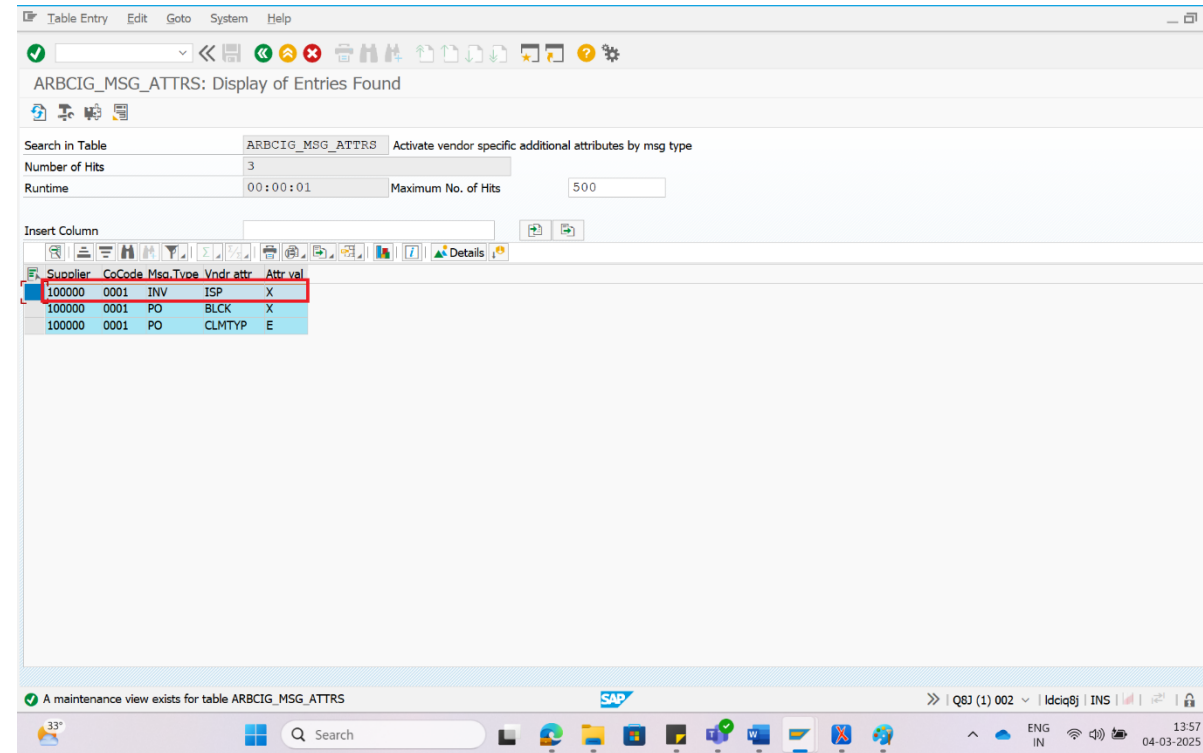 Table Entry Edit Goto System Help
ARBCIG_MSG_ATTRS: Display of Entries Found
Search in Table ARBCIG_MSG_ATTRS Activate vendor specific additional attributes by msg type
Number of Hits 3
Runtime 00:00:01 Maximum No. of Hits 500
Insert Column
Details
Supplier CoCode Msg.Type Vndr attr Attr val
100000 0001 INV ISP X
100000 0001 PO BLCK X
100000 0001 PO CLMTYP E
A maintenance view exists for table ARBCIG_MSG_ATTRS SAP Q8J (1) 002 ldciq8j INS
33° Search ENG 13:57
IN 04-03-2025